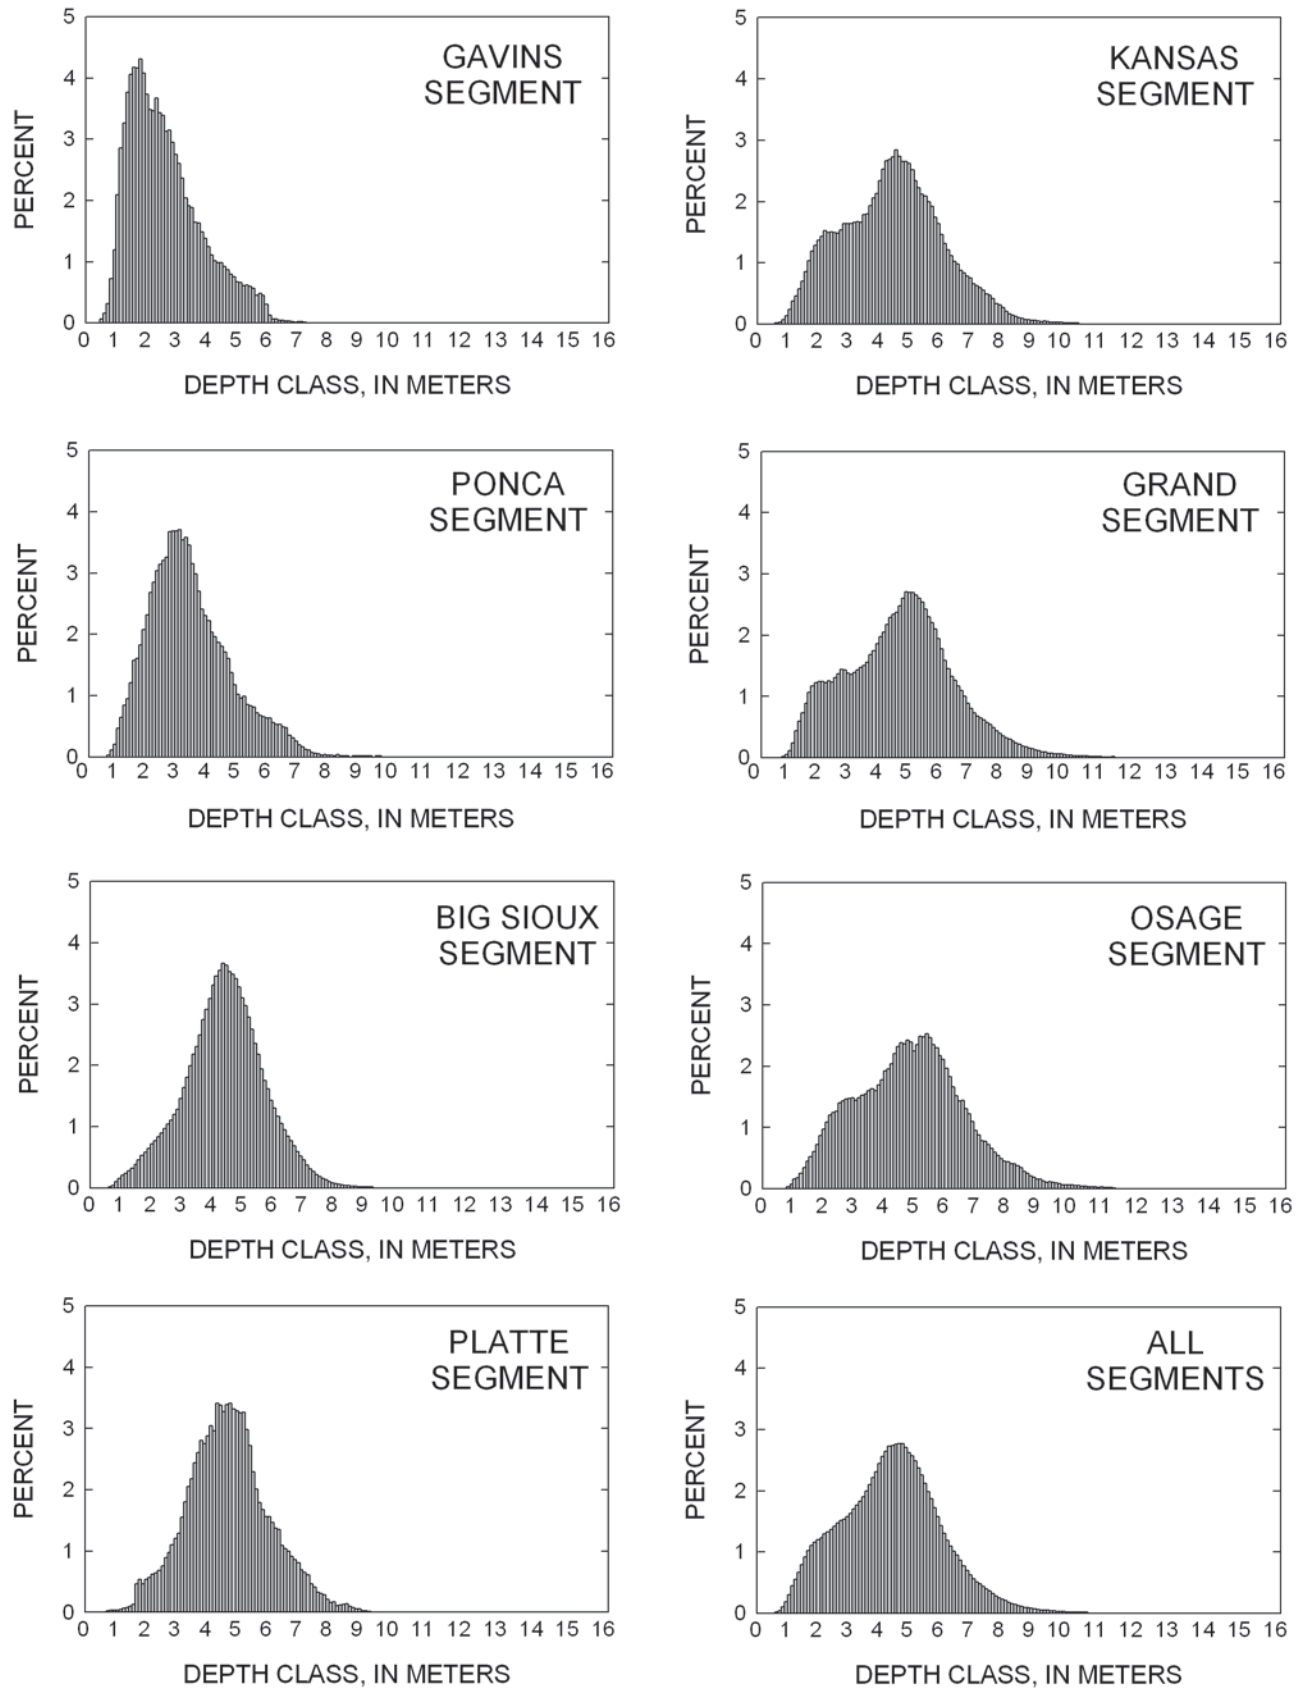 GAVINS
SEGMENT
5
4
3
2
1
0
PERCENT
0 1 2 3 4 5 6 7 8 9 10 11 12 13 14 15 16
DEPTH CLASS, IN METERS
KANSAS
SEGMENT
5
4
3
2
1
0
PERCENT
0 1 2 3 4 5 6 7 8 9 10 11 12 13 14 15 16
DEPTH CLASS, IN METERS
PONCA
SEGMENT
5
4
3
2
1
0
PERCENT
0 1 2 3 4 5 6 7 8 9 10 11 12 13 14 15 16
DEPTH CLASS, IN METERS
GRAND
SEGMENT
5
4
3
2
1
0
PERCENT
0 1 2 3 4 5 6 7 8 9 10 11 12 13 14 15 16
DEPTH CLASS, IN METERS
BIG SIOUX
SEGMENT
5
4
3
2
1
0
PERCENT
0 1 2 3 4 5 6 7 8 9 10 11 12 13 14 15 16
DEPTH CLASS, IN METERS
OSAGE
SEGMENT
5
4
3
2
1
0
PERCENT
0 1 2 3 4 5 6 7 8 9 10 11 12 13 14 15 16
DEPTH CLASS, IN METERS
PLATTE
SEGMENT
5
4
3
2
1
0
PERCENT
0 1 2 3 4 5 6 7 8 9 10 11 12 13 14 15 16
DEPTH CLASS, IN METERS
ALL
SEGMENTS
5
4
3
2
1
0
PERCENT
0 1 2 3 4 5 6 7 8 9 10 11 12 13 14 15 16
DEPTH CLASS, IN METERS